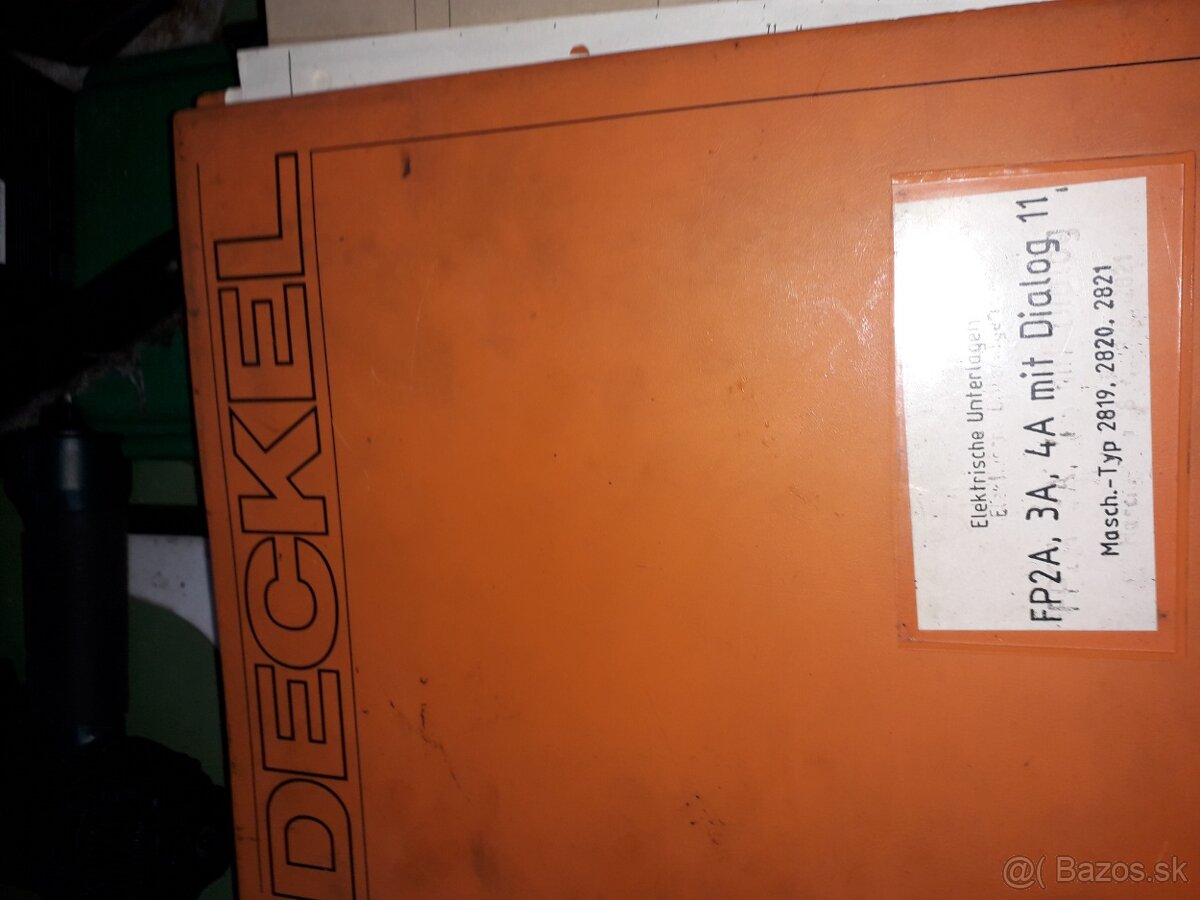 DECKEL
Elektrische Unterlagen
FP2A, 3A, 4A mit Dialog 11,
Masch.-Typ 2819, 2820, 2821
@( Bazos.sk